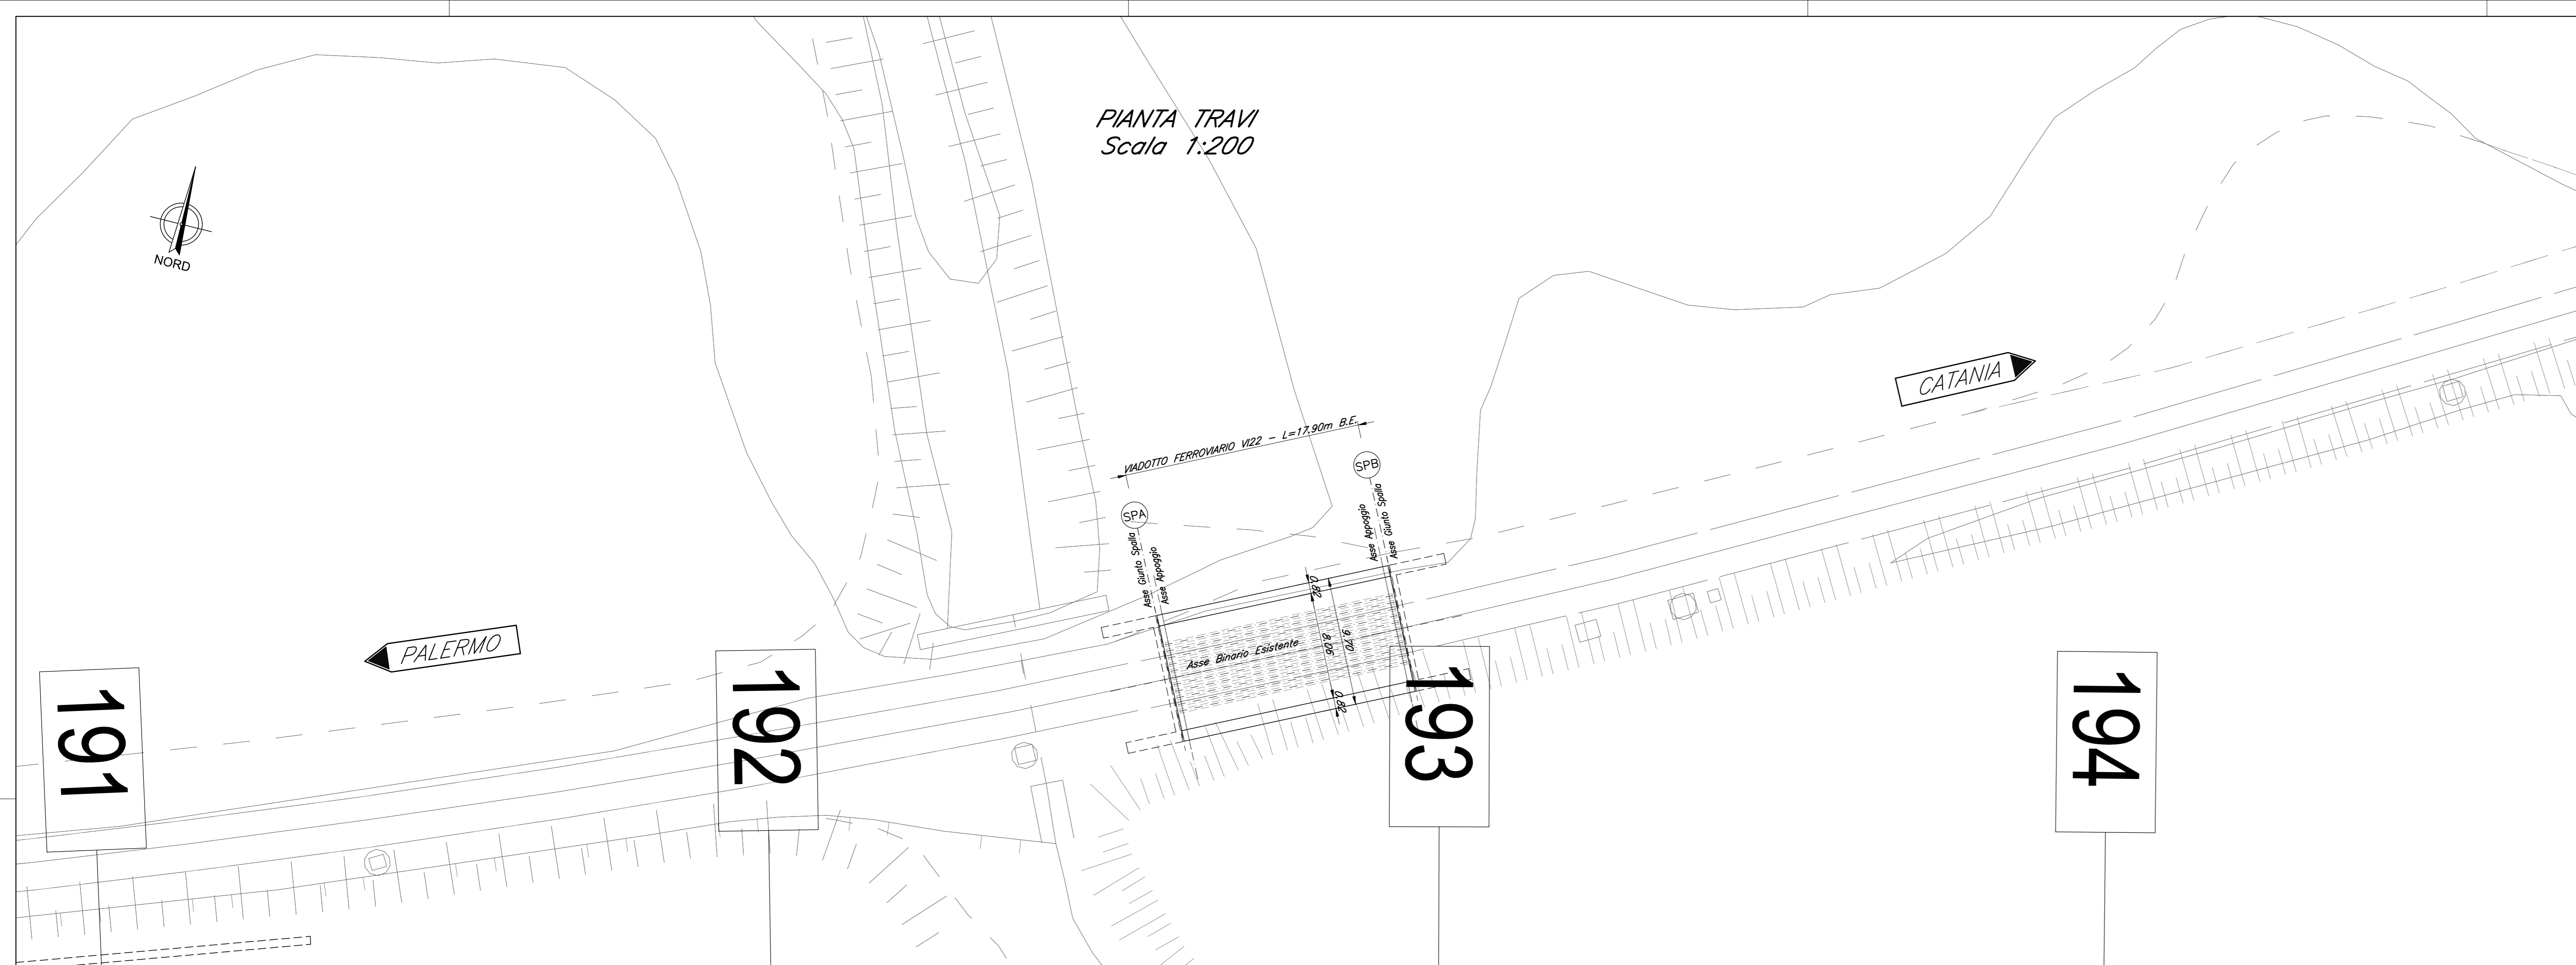 PIANTA TRAVI
Scala 1:200
NORD
CATANIA
VIADOTTO FERROVIARIO VI22 - L=17.90m B.E.
SPB
SPA
Asse Giunto Spalla
Asse Appoggio
Asse Appoggio
Asse Giunto Spalla
0.82
9.70
8.06
0.82
Asse Binario Esistente
PALERMO
191
192
193
194